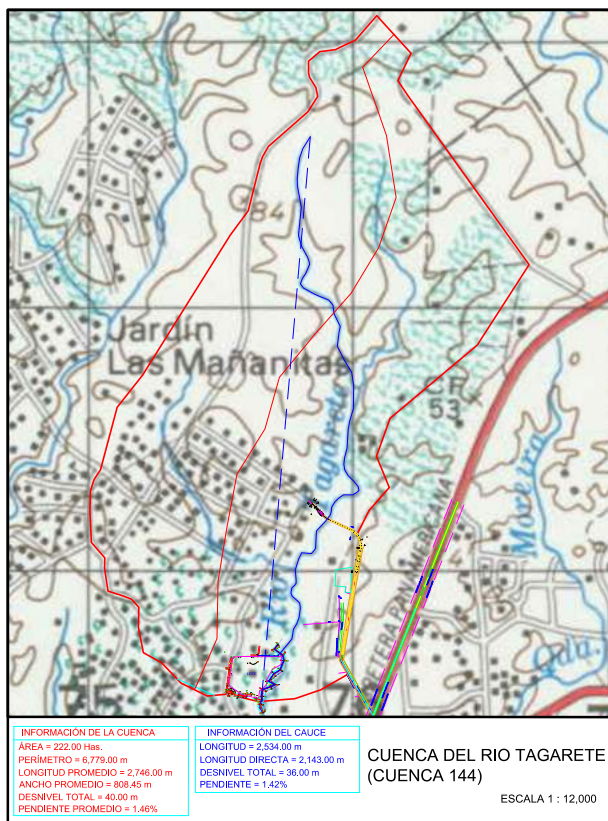 84
Jardín
Las Mañanitas
C.F.
53
Tagarete
Río
Moreira
Qda.
INFORMACIÓN DE LA CUENCA
ÁREA = 222.00 Has.
PERÍMETRO = 6,779.00 m
LONGITUD PROMEDIO = 2,746.00 m
ANCHO PROMEDIO = 808.45 m
DESNIVEL TOTAL = 40.00 m
PENDIENTE PROMEDIO = 1.46%
INFORMACIÓN DEL CAUCE
LONGITUD = 2,534.00 m
LONGITUD DIRECTA = 2,143.00 m
DESNIVEL TOTAL = 36.00 m
PENDIENTE = 1.42%
CUENCA DEL RIO TAGARETE
(CUENCA 144)
ESCALA 1 : 12,000